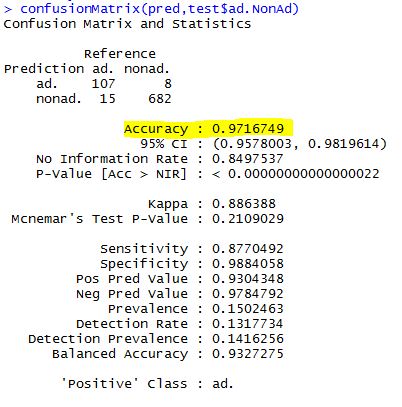 > confusionMatrix(pred,test$ad.NonAd)
Confusion Matrix and Statistics
Reference
Prediction ad. nonad.
ad. 107 8
nonad. 15 682
Accuracy : 0.9716749
95% CI : (0.9578003, 0.9819614)
No Information Rate : 0.8497537
P-Value [Acc > NIR] : < 0.00000000000000022
Kappa : 0.886388
Mcnemar's Test P-Value : 0.2109029
Sensitivity : 0.8770492
Specificity : 0.9884058
Pos Pred Value : 0.9304348
Neg Pred Value : 0.9784792
Prevalence : 0.1502463
Detection Rate : 0.1317734
Detection Prevalence : 0.1416256
Balanced Accuracy : 0.9327275
'Positive' Class : ad.